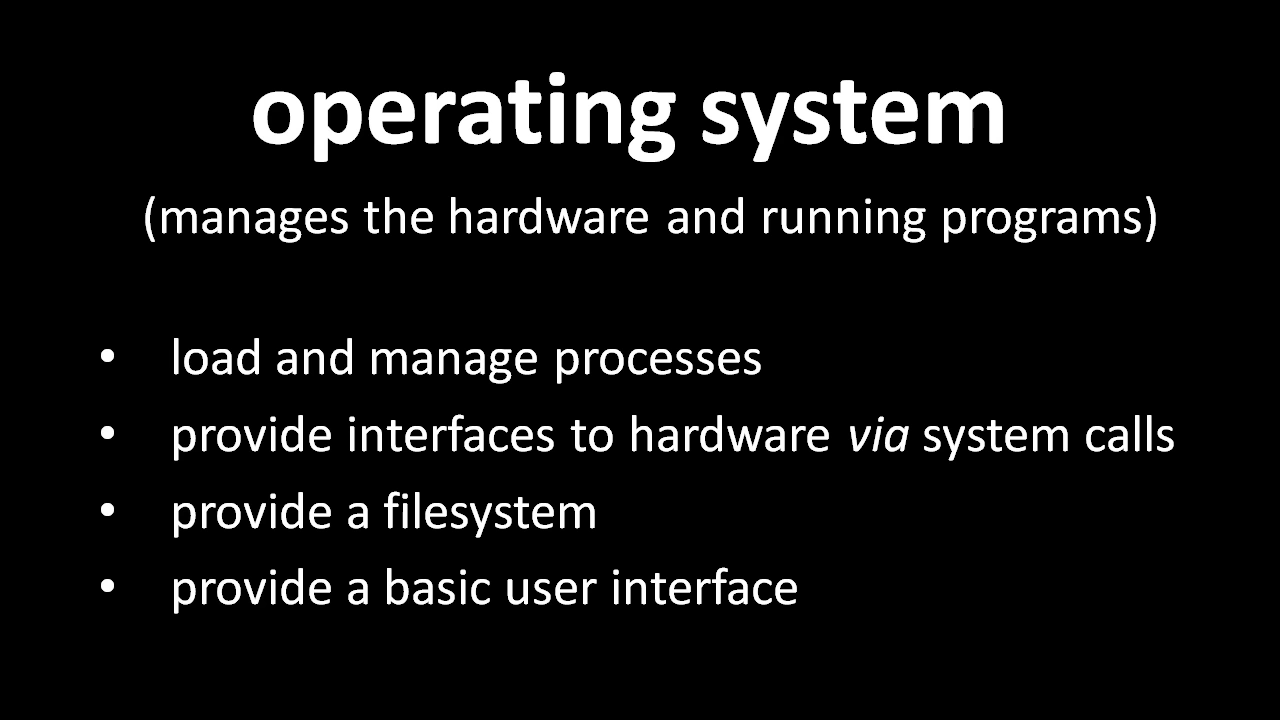 operating system
(manages the hardware and running programs)
• load and manage processes
• provide interfaces to hardware via system calls
• provide a filesystem
• provide a basic user interface